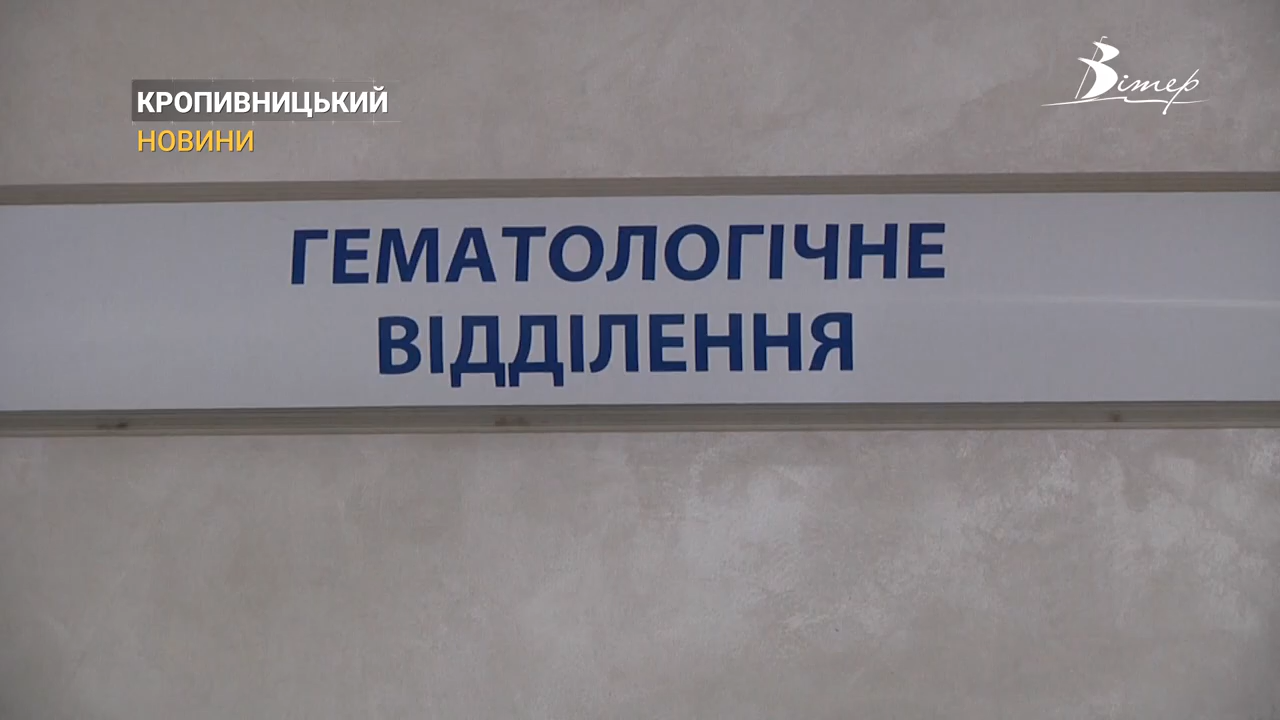 КРОПИВНИЦЬКИЙ
НОВИНИ
Вітер
ГЕМАТОЛОГІЧНЕ
ВІДДІЛЕННЯ